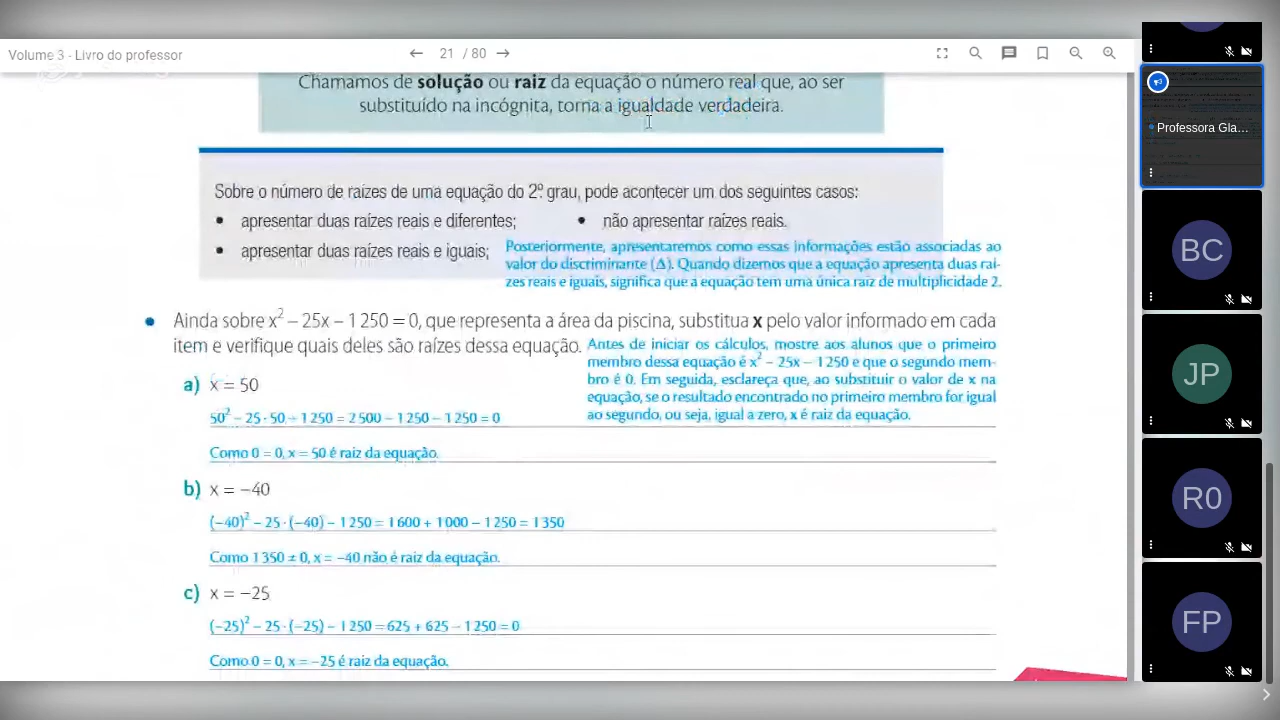 Volume 3 - Livro do professor
21 / 80
Chamamos de solução ou raiz da equação o número real que, ao ser
substituído na incógnita, torna a igualdade verdadeira.
Sobre o número de raízes de uma equação do 2º grau, pode acontecer um dos seguintes casos:
• apresentar duas raízes reais e diferentes;
• não apresentar raízes reais.
• apresentar duas raízes reais e iguais;
Posteriormente, apresentaremos como essas informações estão associadas ao
valor do discriminante (Δ). Quando dizemos que a equação apresenta duas raí-
zes reais e iguais, significa que a equação tem uma única raiz de multiplicidade 2.
• Ainda sobre x² – 25x – 1 250 = 0, que representa a área da piscina, substitua x pelo valor informado em cada
item e verifique quais deles são raízes dessa equação.
Antes de iniciar os cálculos, mostre aos alunos que o primeiro
membro dessa equação é x² – 25x – 1 250 e que o segundo mem-
bro é 0. Em seguida, esclareça que, ao substituir o valor de x na
equação, se o resultado encontrado no primeiro membro for igual
ao segundo, ou seja, igual a zero, x é raiz da equação.
a) x = 50
50² – 25 · 50 – 1 250 = 2 500 – 1 250 – 1 250 = 0
Como 0 = 0, x = 50 é raiz da equação.
b) x = –40
(–40)² – 25 · (–40) – 1 250 = 1 600 + 1 000 – 1 250 = 1 350
Como 1 350 ≠ 0, x = –40 não é raiz da equação.
c) x = –25
(–25)² – 25 · (–25) – 1 250 = 625 + 625 – 1 250 = 0
Como 0 = 0, x = –25 é raiz da equação.
Professora Gla...
BC
JP
R0
FP